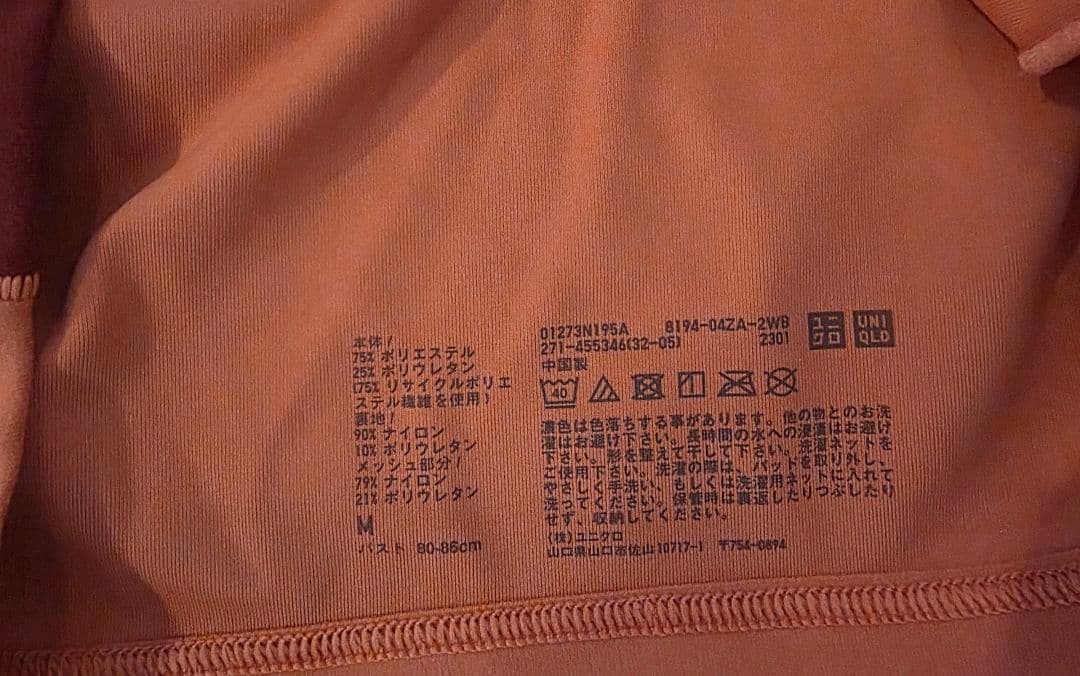 本体/
75% ポリエステル
25% ポリウレタン
(75% リサイクルポリエ
ステル繊維を使用)
裏地/
90% ナイロン
10% ポリウレタン
メッシュ部分/
79% ナイロン
21% ポリウレタン
M
バスト 80-86cm
01273N195A 8194-04ZA-2WB
271-455346(32-05) 2301
中国製
ユニクロ
UNIQLO
40
濃色は色落ちする事があります。他の物とのお洗
濯はお避け下さい。長時間の水への浸漬はお避け
下さい。形を整えて干して下さい。洗濯ネットを
ご使用下さい。洗濯の際は、パットを取り外し、
やさしく手洗い、もしくは洗濯用ネットに入れて
洗ってください。保管時は裏返したりつぶしたり
せず、収納してください。
(株)ユニクロ
山口県山口市佐山10717-1 〒754-0894